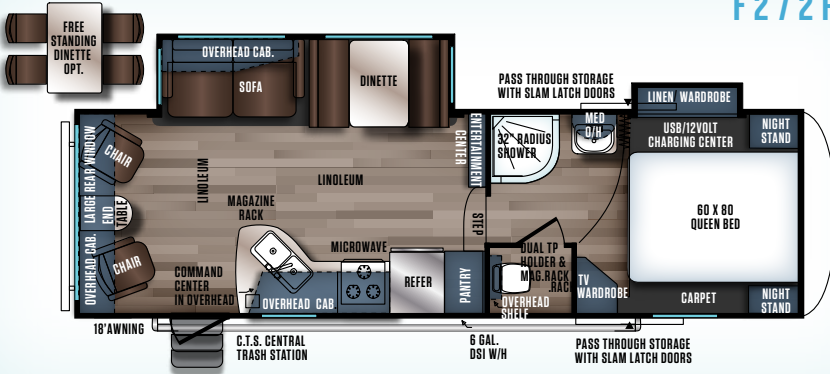 FREE
STANDING
DINETTE
OPT.
OVERHEAD CAB.
SOFA
DINETTE
PASS THROUGH STORAGE
WITH SLAM LATCH DOORS
LINEN/WARDROBE
MED
O/H
USB/12VOLT
CHARGING CENTER
NIGHT
STAND
LARGE REAR WINDOW
CHAIR
LINOLEUM
LINOLEUM
ENTERTAINMENT
CENTER
32" RADIUS
SHOWER
60 X 80
QUEEN BED
END
TABLE
MAGAZINE
RACK
STEP
MICROWAVE
OVERHEAD CAB.
CHAIR
COMMAND
CENTER
IN OVERHEAD
OVERHEAD CAB
REFER
PANTRY
DUAL TP
HOLDER &
MAG.RACK
.RACK
OVERHEAD
SHELF
TV
WARDROBE
CARPET
NIGHT
STAND
18'AWNING
C.T.S. CENTRAL
TRASH STATION
6 GAL.
DSI W/H
PASS THROUGH STORAGE
WITH SLAM LATCH DOORS